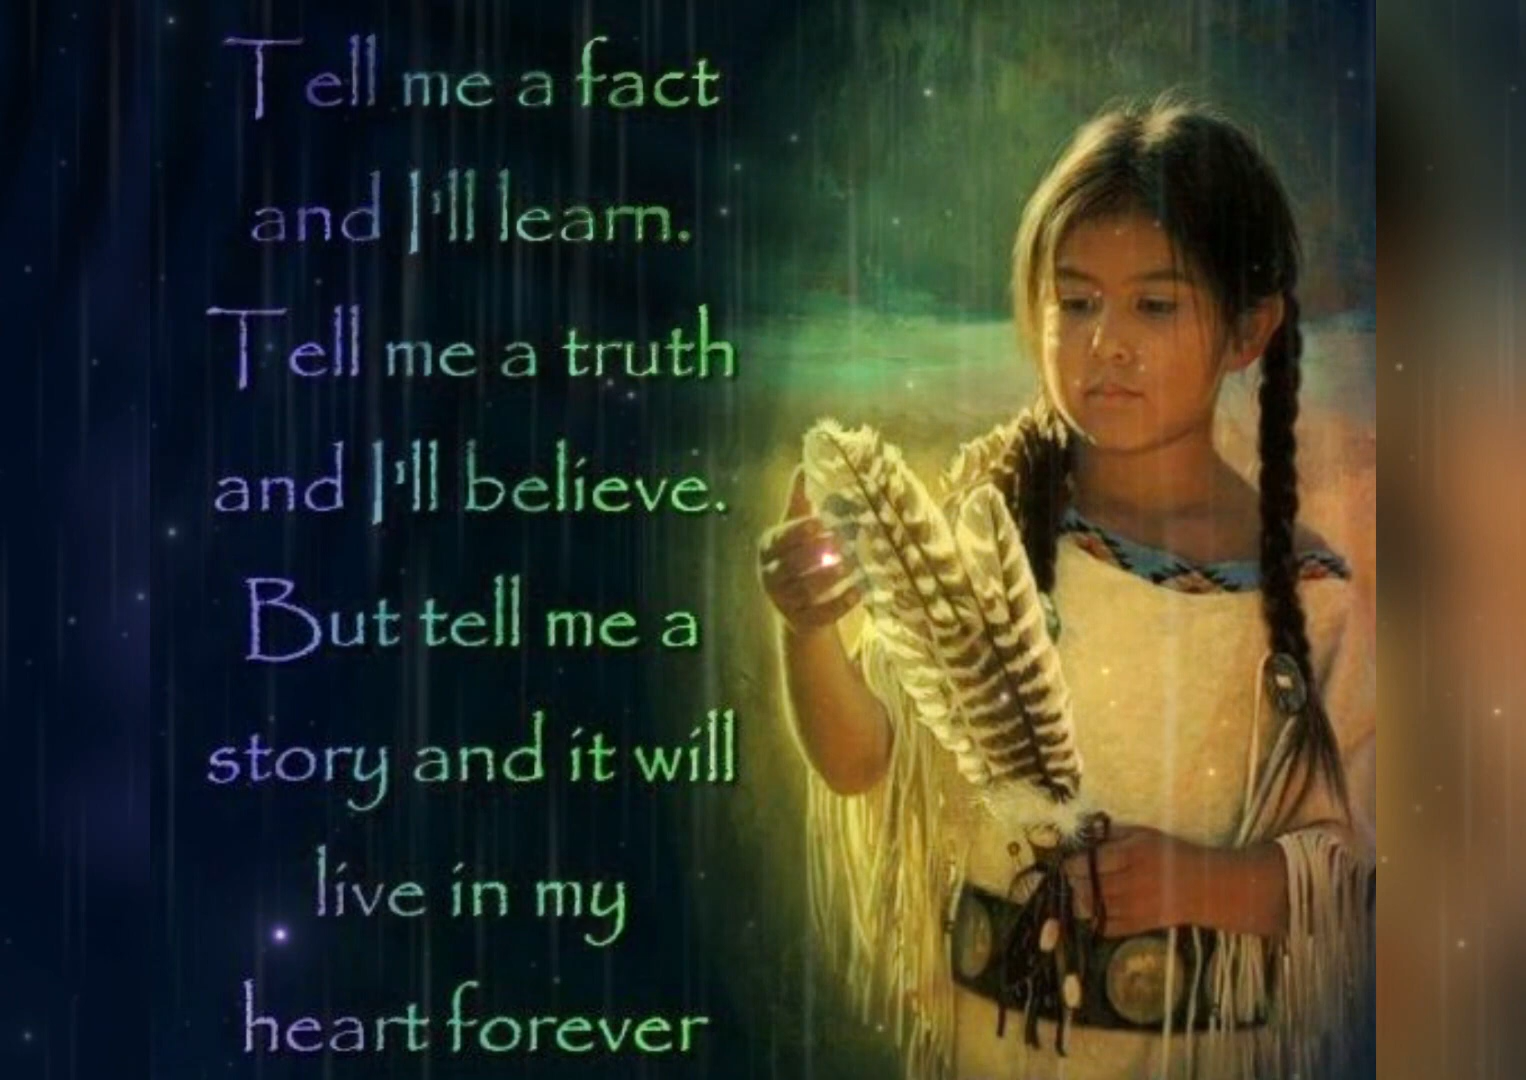 Tell me a fact
and I'll learn.
Tell me a truth
and I'll believe.
But tell me a
story and it will
live in my
heart forever